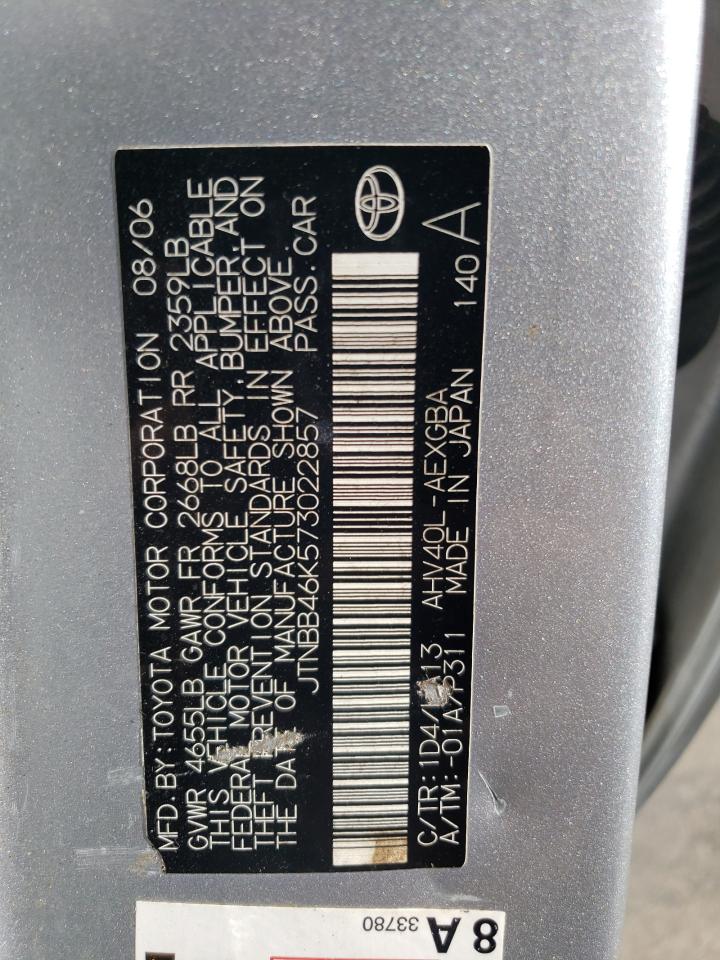 MFD. BY: TOYOTA MOTOR CORPORATION 08/06
GVWR 4655LB GAWR FR 2668LB RR 2359LB
THIS VEHICLE CONFORMS TO ALL APPLICABLE
FEDERAL MOTOR VEHICLE SAFETY, BUMPER, AND
THEFT PREVENTION STANDARDS IN EFFECT ON
THE DATE OF MANUFACTURE SHOWN ABOVE.
JTNBB46K573022857 PASS. CAR
C/TR: 1D4/ 13 AHV40L-AEXGBA 140 A
A/TM: -01A/P311 MADE IN JAPAN
8A
33780